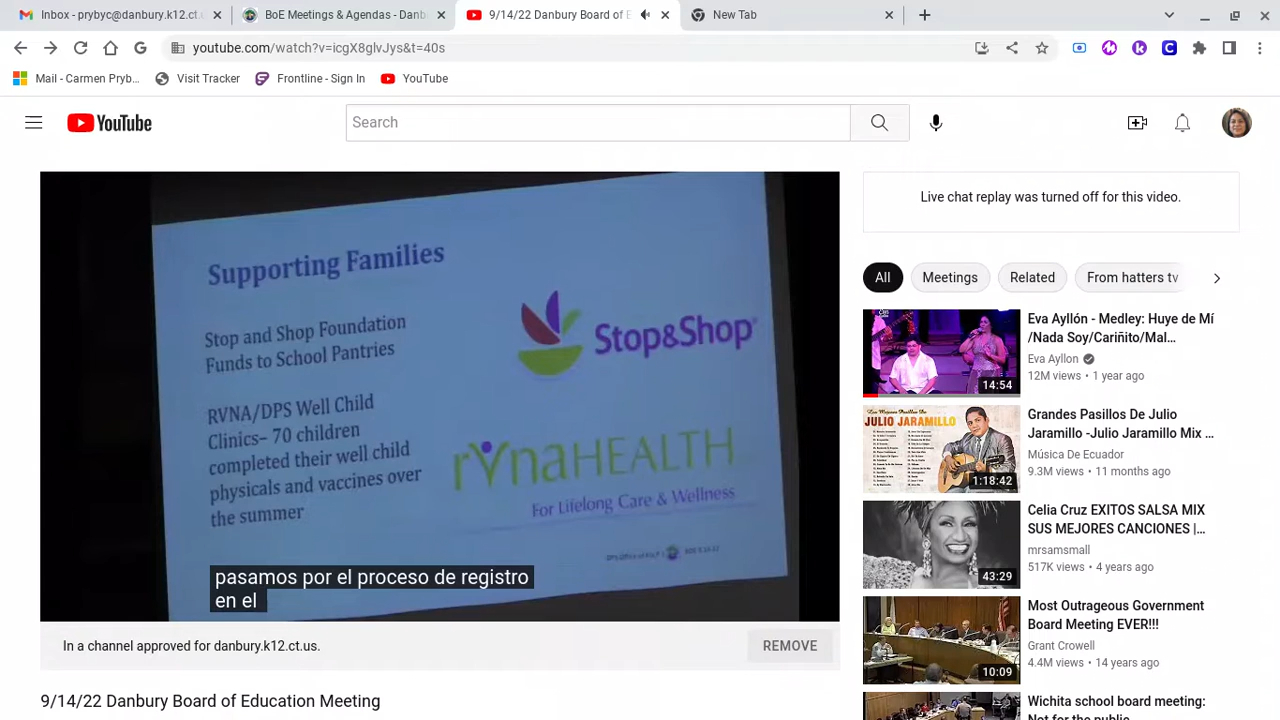 Inbox - prybyc@danbury.k12.ct.u
BoE Meetings & Agendas - Danb
9/14/22 Danbury Board of E
New Tab
youtube.com/watch?v=icgX8glvJys&t=40s
Mail - Carmen Pryb...
Visit Tracker
Frontline - Sign In
YouTube
YouTube
Search
Supporting Families
Stop and Shop Foundation
Funds to School Pantries
RVNA/DPS Well Child
Clinics– 70 children
completed their well child
physicals and vaccines over
the summer
Stop&Shop
rvnaHEALTH
For Lifelong Care & Wellness
pasamos por el proceso de registro
en el
In a channel approved for danbury.k12.ct.us.
REMOVE
9/14/22 Danbury Board of Education Meeting
Live chat replay was turned off for this video.
All
Meetings
Related
From hatters tv
Eva Ayllón - Medley: Huye de Mí
/Nada Soy/Cariñito/Mal...
Eva Ayllon
12M views • 1 year ago
14:54
JULIO JARAMILLO
Grandes Pasillos De Julio
Jaramillo -Julio Jaramillo Mix ...
Música De Ecuador
9.3M views • 11 months ago
1:18:42
Celia Cruz EXITOS SALSA MIX
SUS MEJORES CANCIONES |...
mrsamsmall
517K views • 4 years ago
43:29
Most Outrageous Government
Board Meeting EVER!!!
Grant Crowell
4.4M views • 14 years ago
10:09
Wichita school board meeting:
Not for the public